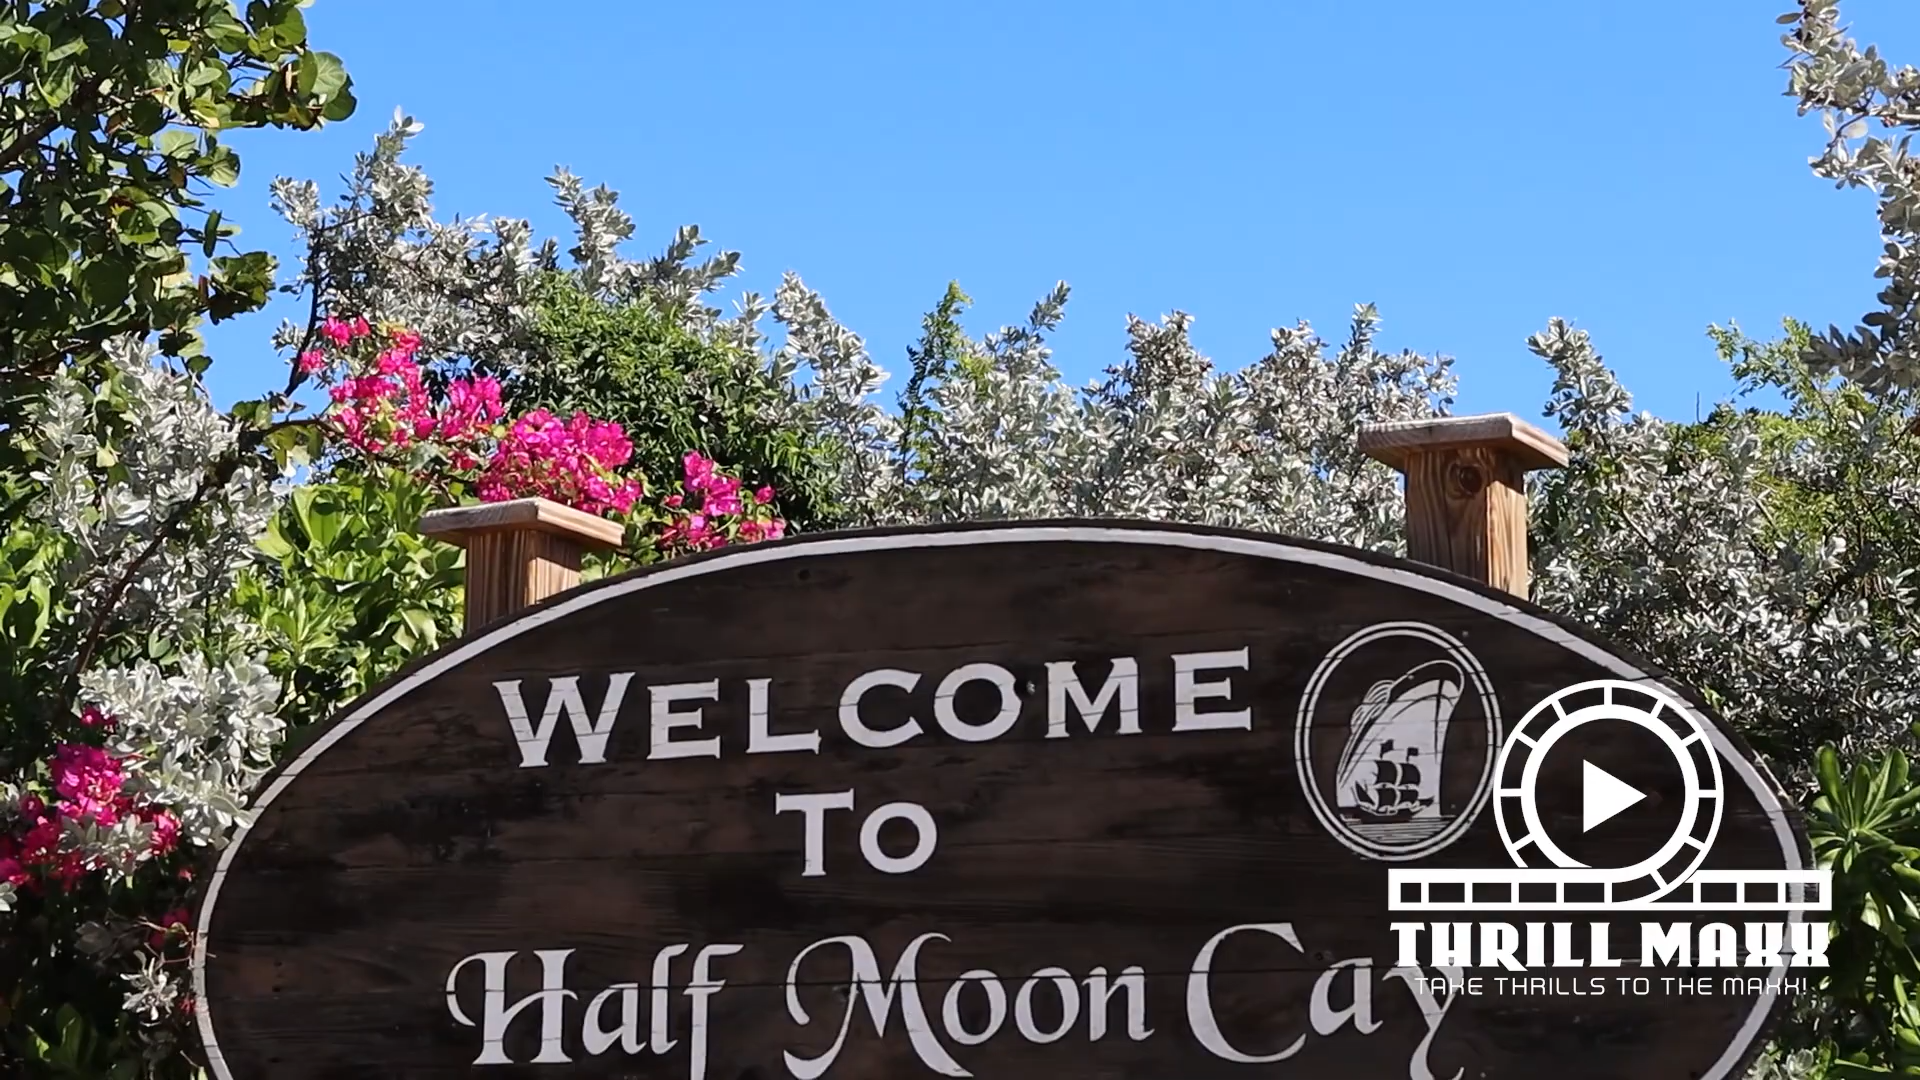 WELCOME
TO
Half Moon Cay
THRILL MAXX
TAKE THRILLS TO THE MAXX!